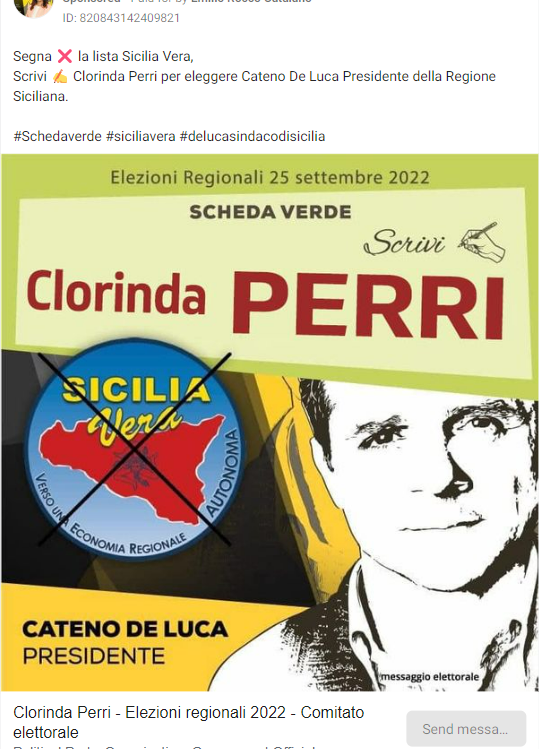 ID: 820843142409821
Segna ❌ la lista Sicilia Vera,
Scrivi ✍ Clorinda Perri per eleggere Cateno De Luca Presidente della Regione
Siciliana.
#Schedaverde #siciliavera #delucasindacodisicilia
Elezioni Regionali 25 settembre 2022
SCHEDA VERDE
Scrivi
Clorinda PERRI
SICILIA
Vera
VERSO UNA ECONOMIA REGIONALE AUTONOMA
CATENO DE LUCA
PRESIDENTE
messaggio elettorale
Clorinda Perri - Elezioni regionali 2022 - Comitato
elettorale
Send messa...